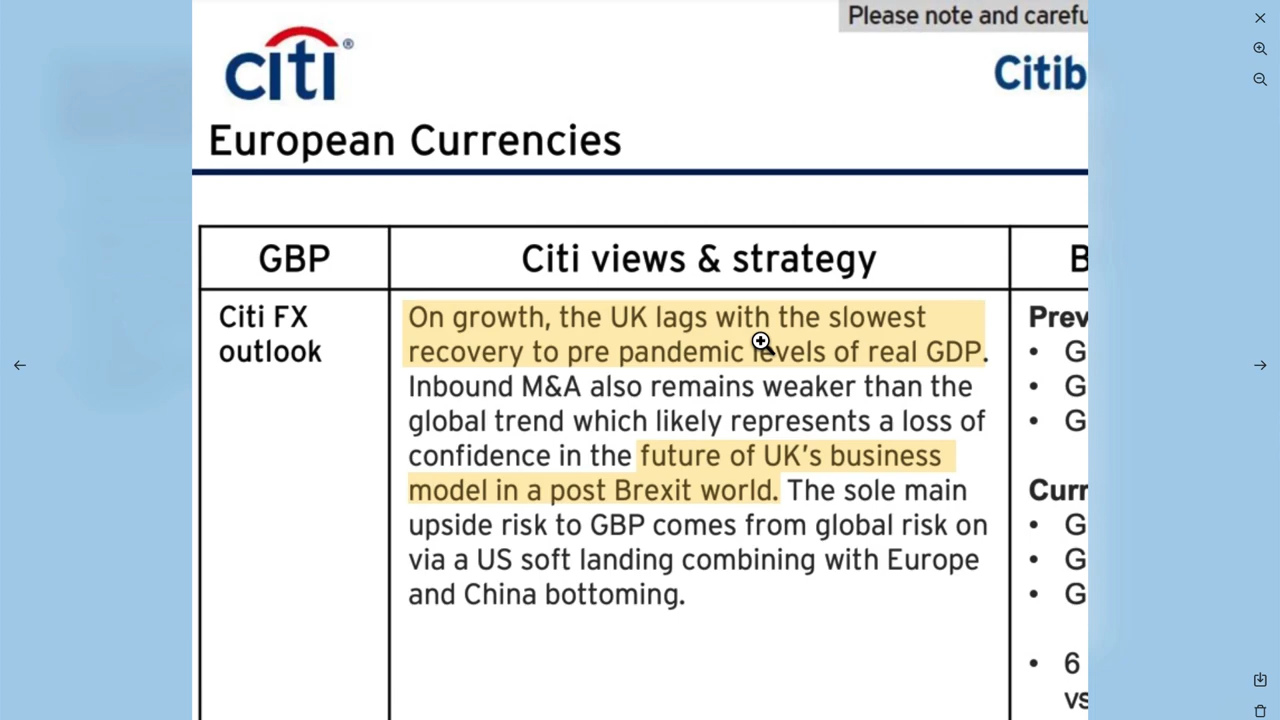 Please note and carefu
citi®
Citib
European Currencies
GBP
Citi views & strategy
B
Citi FX
outlook
On growth, the UK lags with the slowest
recovery to pre pandemic levels of real GDP.
Inbound M&A also remains weaker than the
global trend which likely represents a loss of
confidence in the future of UK’s business
model in a post Brexit world. The sole main
upside risk to GBP comes from global risk on
via a US soft landing combining with Europe
and China bottoming.
Prev
• G
• G
• G
Curr
• G
• G
• G
• 6
vs